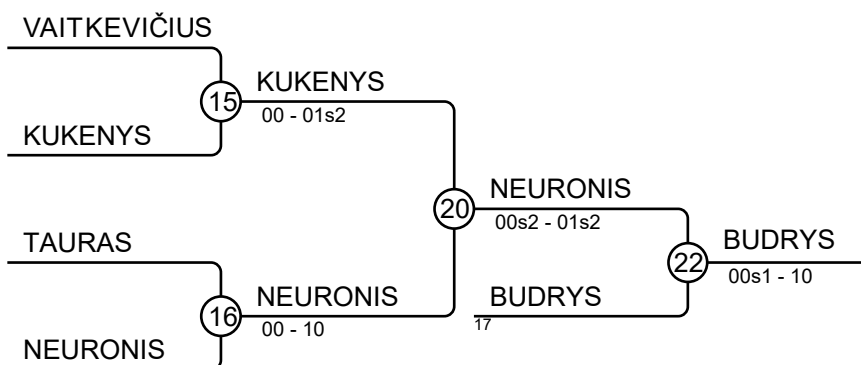 VAITKEVIČIUS
15
KUKENYS
00 - 01s2
KUKENYS
20
NEURONIS
00s2 - 01s2
TAURAS
22
BUDRYS
00s1 - 10
16
NEURONIS
00 - 10
BUDRYS
17
NEURONIS